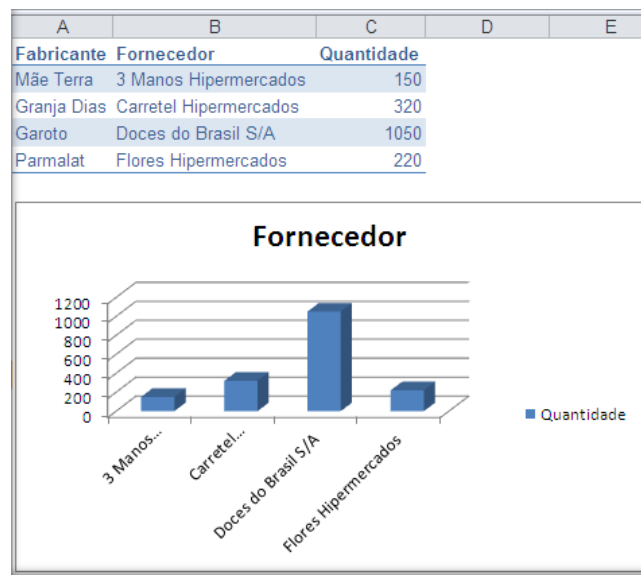 A B C D E
Fabricante Fornecedor Quantidade
Mãe Terra 3 Manos Hipermercados 150
Granja Dias Carretel Hipermercados 320
Garoto Doces do Brasil S/A 1050
Parmalat Flores Hipermercados 220
Fornecedor
1200
1000
800
600
400
200
0
3 Manos...
Carretel...
Doces do Brasil S/A
Flores Hipermercados
Quantidade